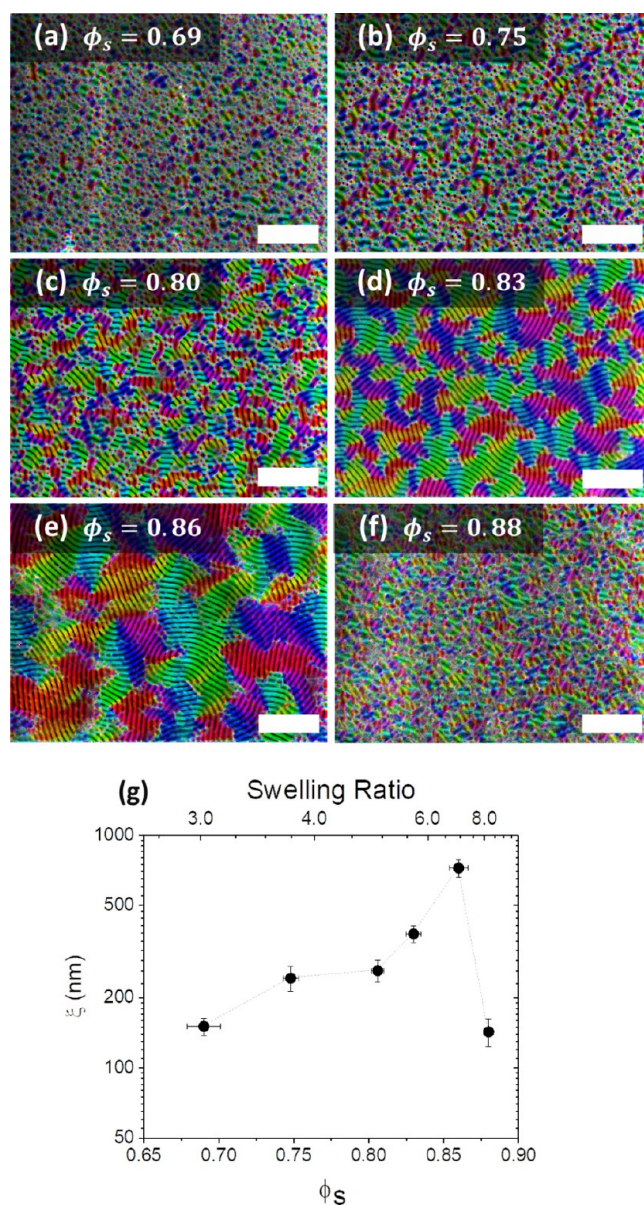 (a) ϕₛ = 0.69
(b) ϕₛ = 0.75
(c) ϕₛ = 0.80
(d) ϕₛ = 0.83
(e) ϕₛ = 0.86
(f) ϕₛ = 0.88
(g)
Swelling Ratio
3.0 4.0 6.0 8.0
1000
500
200
100
50
ξ (nm)
0.65 0.70 0.75 0.80 0.85 0.90
ϕS